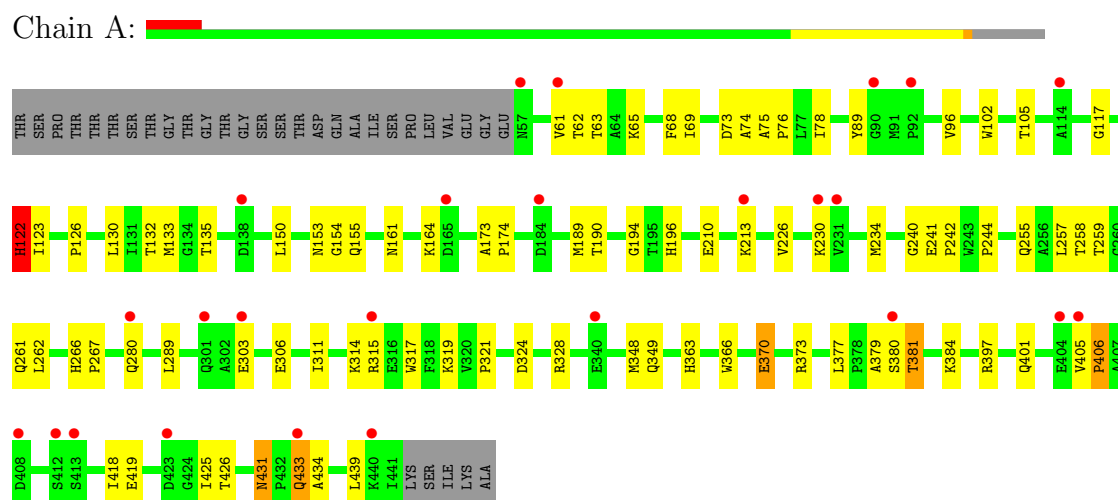 Chain A:
THR SER PRO THR THR THR THR SER THR GLY THR GLY THR THR GLY SER SER THR ASP GLN ALA ILE SER PRO LEU VAL GLU GLY GLU N57 V61 T62 T63 A64 K65 F68 I69 D73 A74 A75 P76 L77 I78 Y89 G90 M91 P92 V96 W102 T105 A114 G117
H122 I123 P126 L130 I131 T132 M133 G134 T135 D138 L150 N153 G154 Q155 N161 K164 D165 A173 P174 D184 M189 T190 G194 T195 H196 E210 K213 V226 K230 V231 M234 G240 E241 P242 W243 P244 Q255 A256 L257 T258 T259 G260
Q261 L262 H266 P267 Q280 L289 Q301 A302 E303 E306 I311 K314 R315 E316 W317 F318 K319 V320 P321 D324 R328 E340 M348 Q349 H363 W366 E370 R373 L377 P378 A379 S380 T381 K384 R397 Q401 E404 V405 P406 A407
D408 S412 S413 I418 E419 D423 G424 I425 T426 N431 P432 Q433 A434 L439 K440 I441 LYS SER ILE LYS ALA